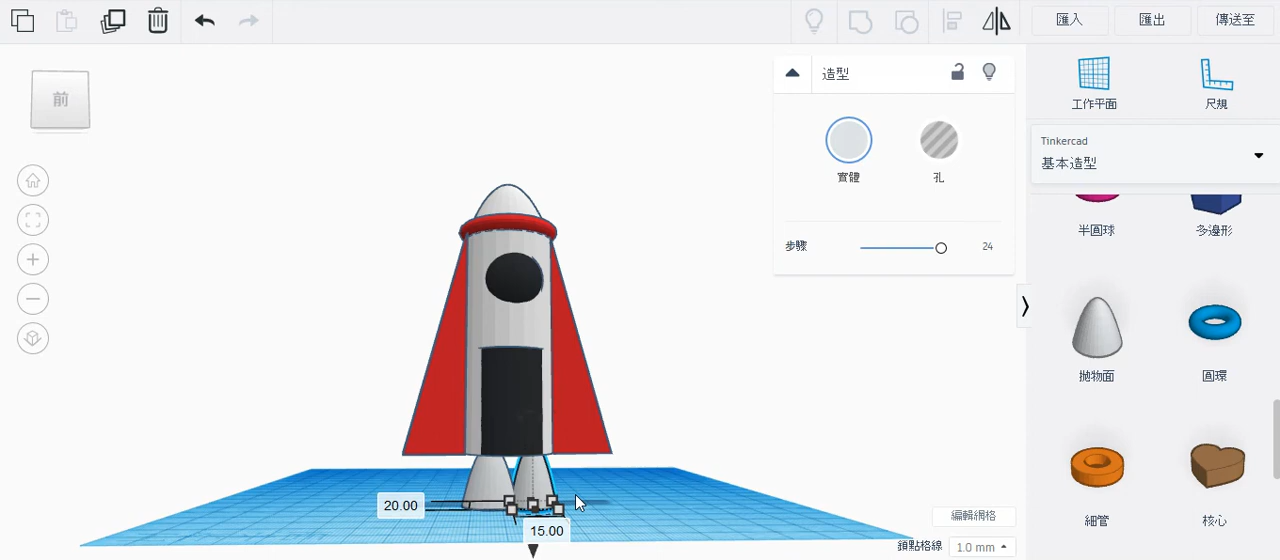 匯入
匯出
傳送至
前
造型
實體
孔
步驟
24
工作平面
尺規
Tinkercad
基本造型
半圓球
多邊形
拋物面
圓環
細管
核心
20.00
15.00
編輯網格
鎖點格線
1.0 mm